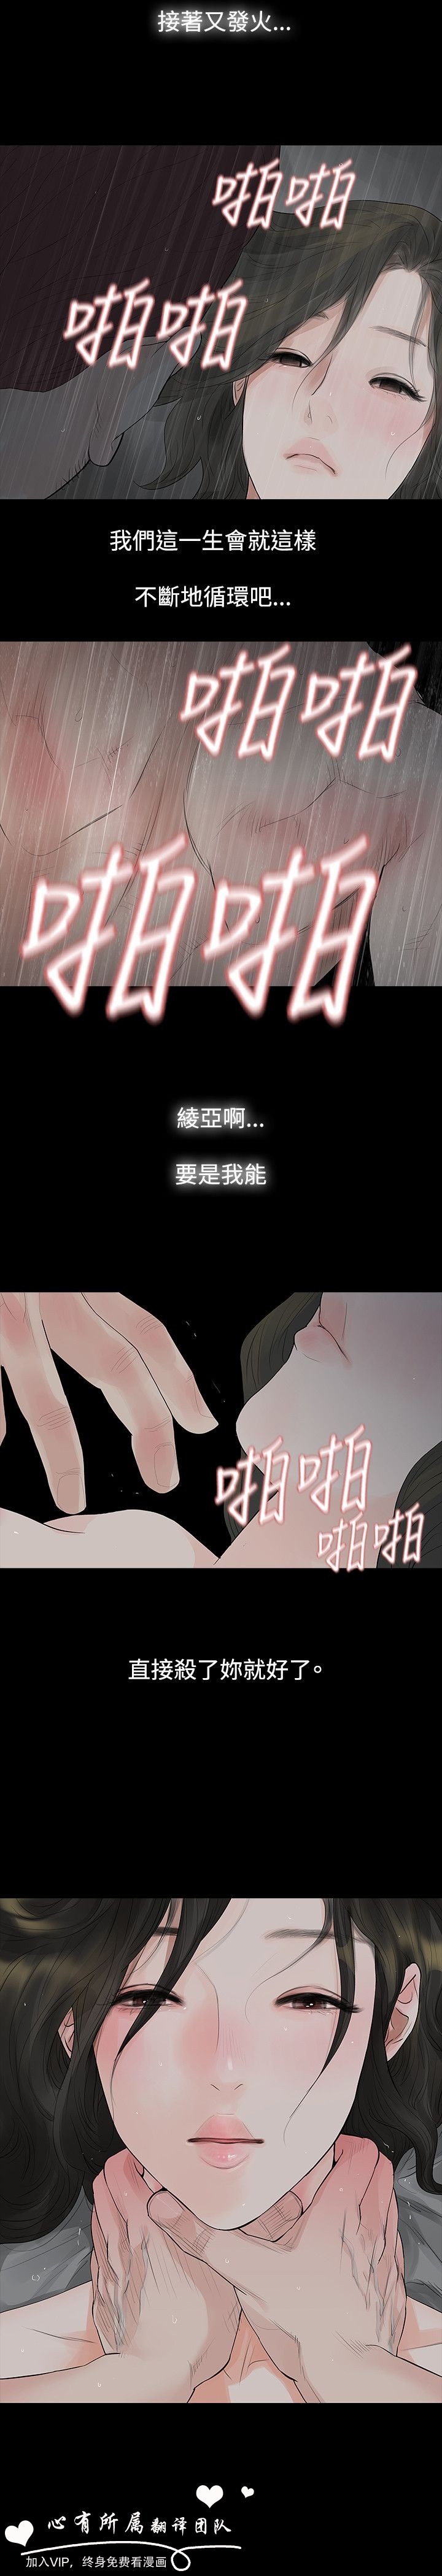 接著又發火...
啪啪
啪啪
我們這一生會就這樣
不斷地循環吧...
啪啪
啪啪
綾亞啊...
要是我能
啪啪
啪啪
直接殺了妳就好了。
心有所属翻译团队
加入VIP，终身免费看漫画